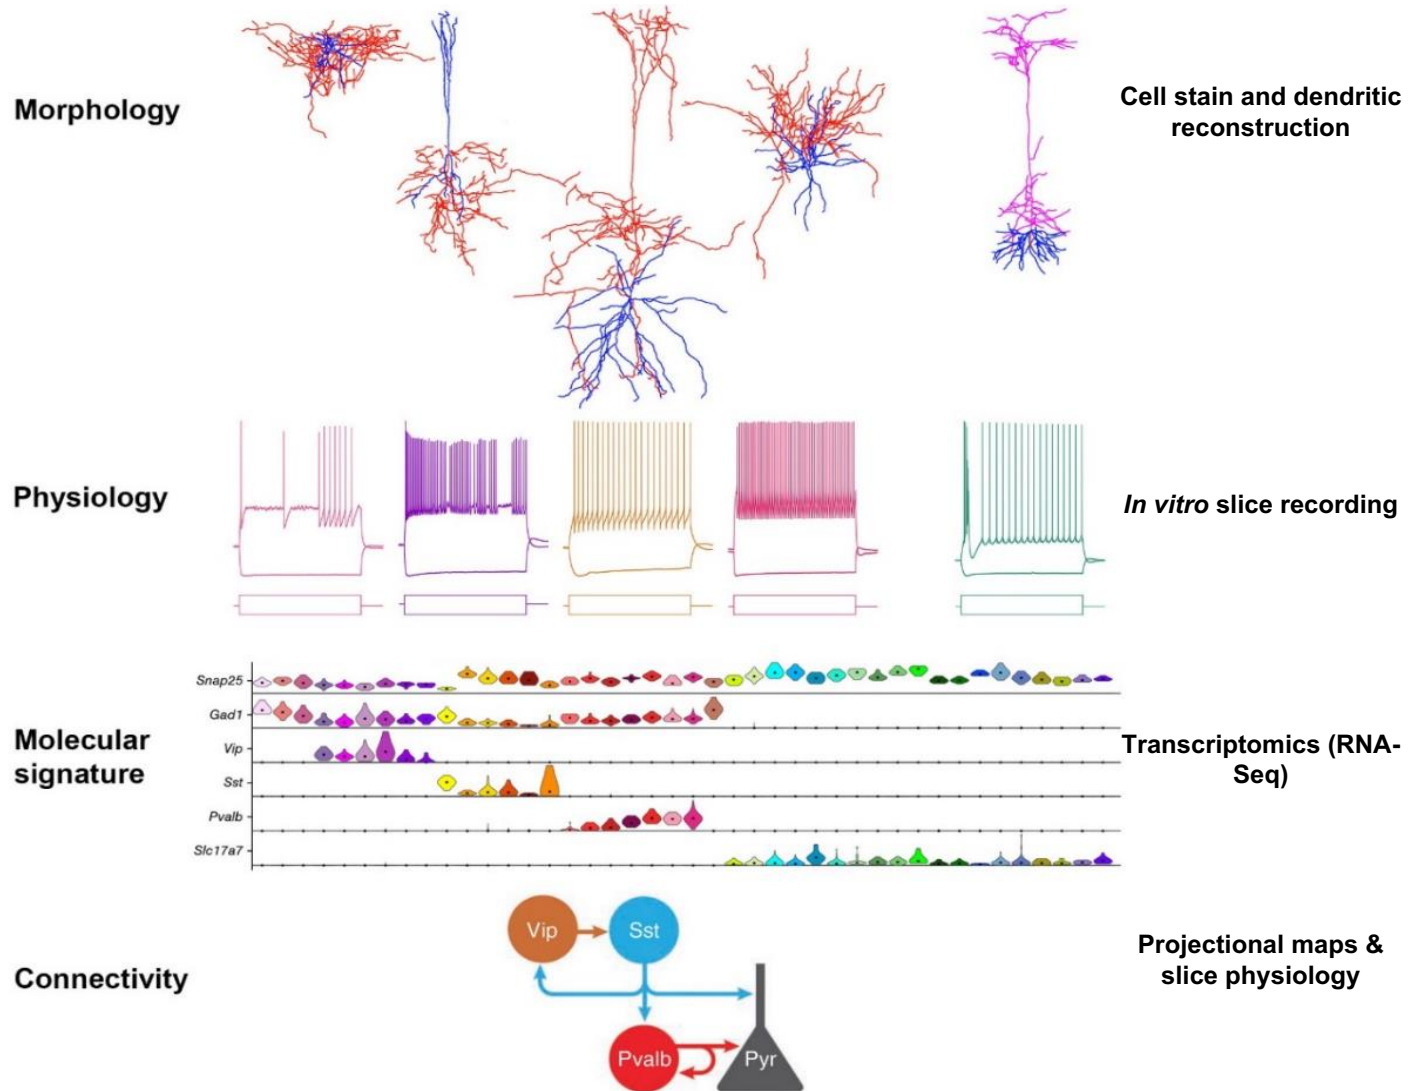 Morphology
Cell stain and dendritic
reconstruction
Physiology
In vitro slice recording
Molecular
signature
Snap25
Gad1
Vip
Sst
Pvalb
Slc17a7
Transcriptomics (RNA-
Seq)
Connectivity
Vip
Sst
Pvalb
Pyr
Projectional maps &
slice physiology